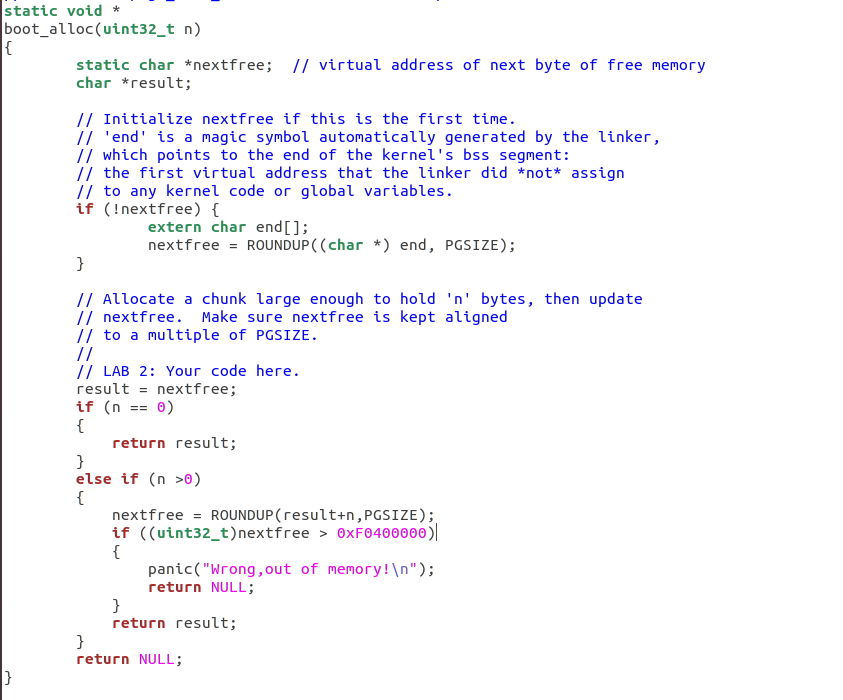 static void *
boot_alloc(uint32_t n)
{
        static char *nextfree;  // virtual address of next byte of free memory
        char *result;

        // Initialize nextfree if this is the first time.
        // 'end' is a magic symbol automatically generated by the linker,
        // which points to the end of the kernel's bss segment:
        // the first virtual address that the linker did *not* assign
        // to any kernel code or global variables.
        if (!nextfree) {
                extern char end[];
                nextfree = ROUNDUP((char *) end, PGSIZE);
        }

        // Allocate a chunk large enough to hold 'n' bytes, then update
        // nextfree.  Make sure nextfree is kept aligned
        // to a multiple of PGSIZE.
        //
        // LAB 2: Your code here.
        result = nextfree;
        if (n == 0)
        {
            return result;
        }
        else if (n >0)
        {
            nextfree = ROUNDUP(result+n,PGSIZE);
            if ((uint32_t)nextfree > 0xF0400000)
            {
                panic("Wrong,out of memory!\n");
                return NULL;
            }
            return result;
        }
        return NULL;
}